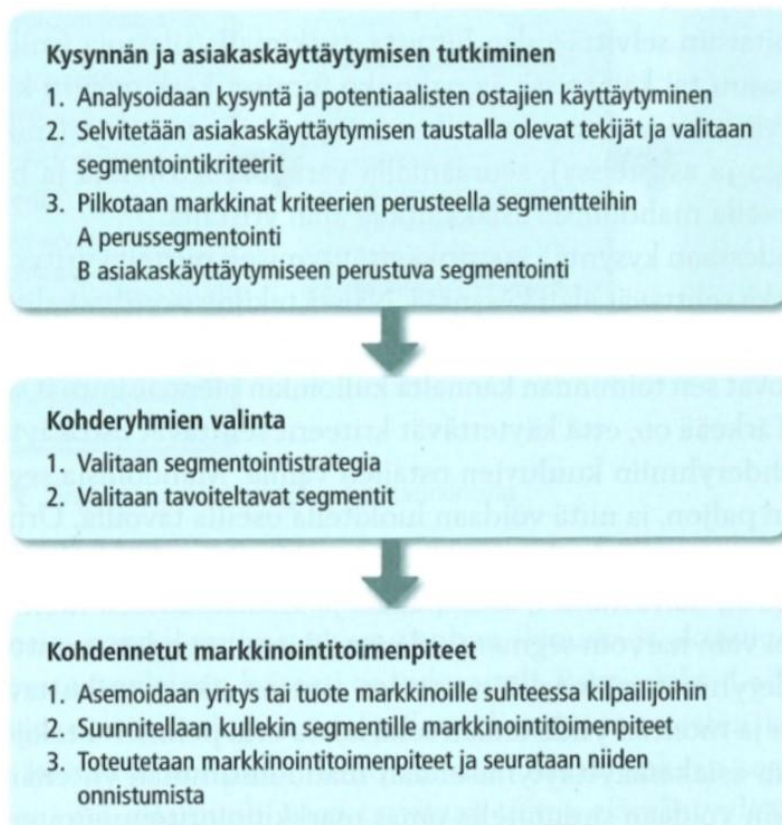 Kysynnän ja asiakaskäyttäytymisen tutkiminen
1. Analysoidaan kysyntä ja potentiaalisten ostajien käyttäytyminen
2. Selvitetään asiakaskäyttäytymisen taustalla olevat tekijät ja valitaan
segmentointikriteerit
3. Pilkotaan markkinat kriteerien perusteella segmentteihin
A perussegmentointi
B asiakaskäyttäytymiseen perustuva segmentointi
Kohderyhmien valinta
1. Valitaan segmentointistrategia
2. Valitaan tavoiteltavat segmentit
Kohdennetut markkinointitoimenpiteet
1. Asemoidaan yritys tai tuote markkinoille suhteessa kilpailijoihin
2. Suunnitellaan kullekin segmentille markkinointitoimenpiteet
3. Toteutetaan markkinointitoimenpiteet ja seurataan niiden
onnistumista